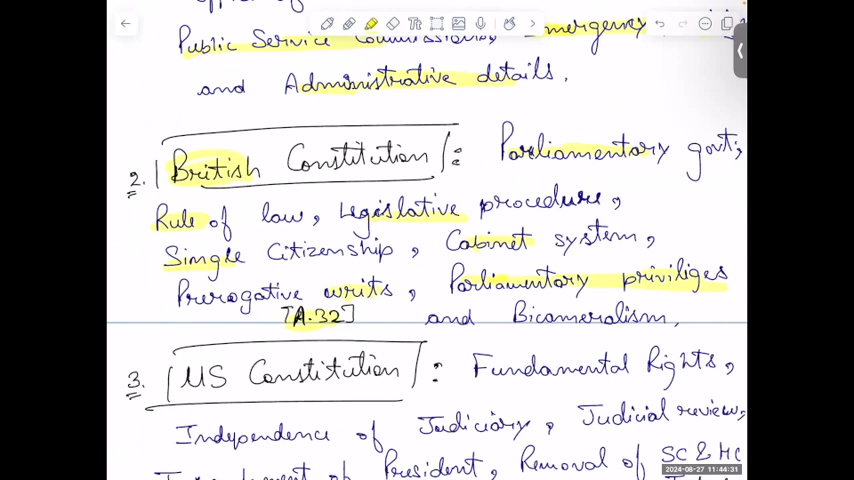 Public Service Commissions, Emergency
and Administrative details.
2. British Constitution : Parliamentary govt;
Rule of law, Legislative procedure,
Single Citizenship, Cabinet system,
Prerogative writs, Parliamentary priviliges
[A.32] and Bicameralism,
3. US Constitution : Fundamental Rights,
Independence of Judiciary, Judicial review,
of President, Removal of SC & HC
2024-08-27 11:44:31